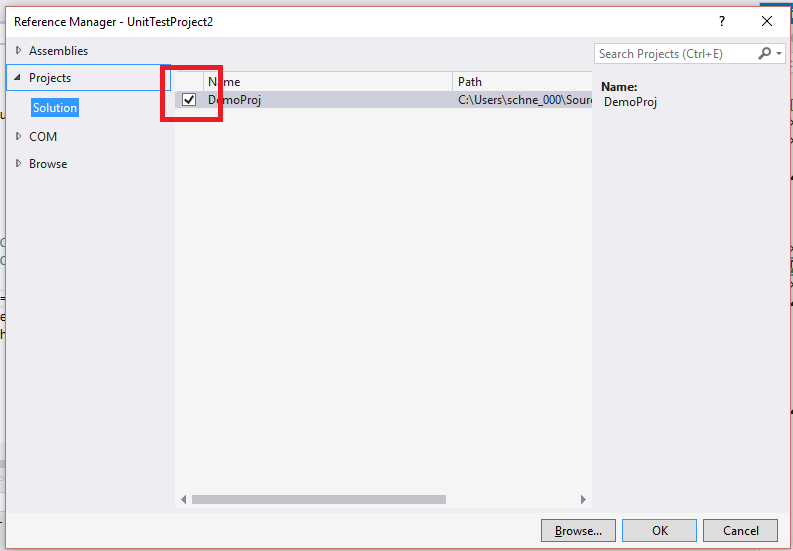 Reference Manager - UnitTestProject2
? 
Assemblies
Search Projects (Ctrl+E)
Projects
Name
Path
Name:
DemoProj
C:\Users\schne_000\Sour
DemoProj
Solution
COM
Browse
Browse...
OK
Cancel